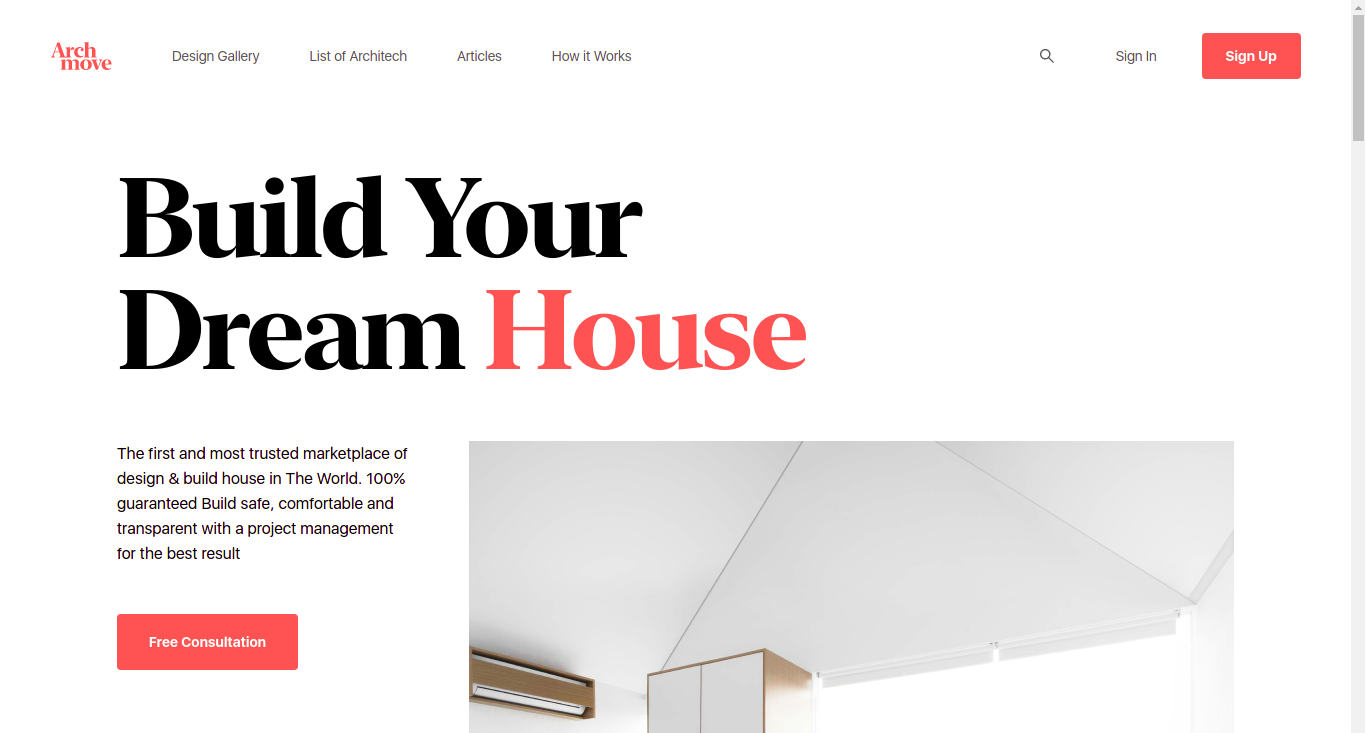 Arch
move
Design Gallery
List of Architech
Articles
How it Works
Sign In
Sign Up
Build Your
Dream House
The first and most trusted marketplace of
design & build house in The World. 100%
guaranteed Build safe, comfortable and
transparent with a project management
for the best result
Free Consultation